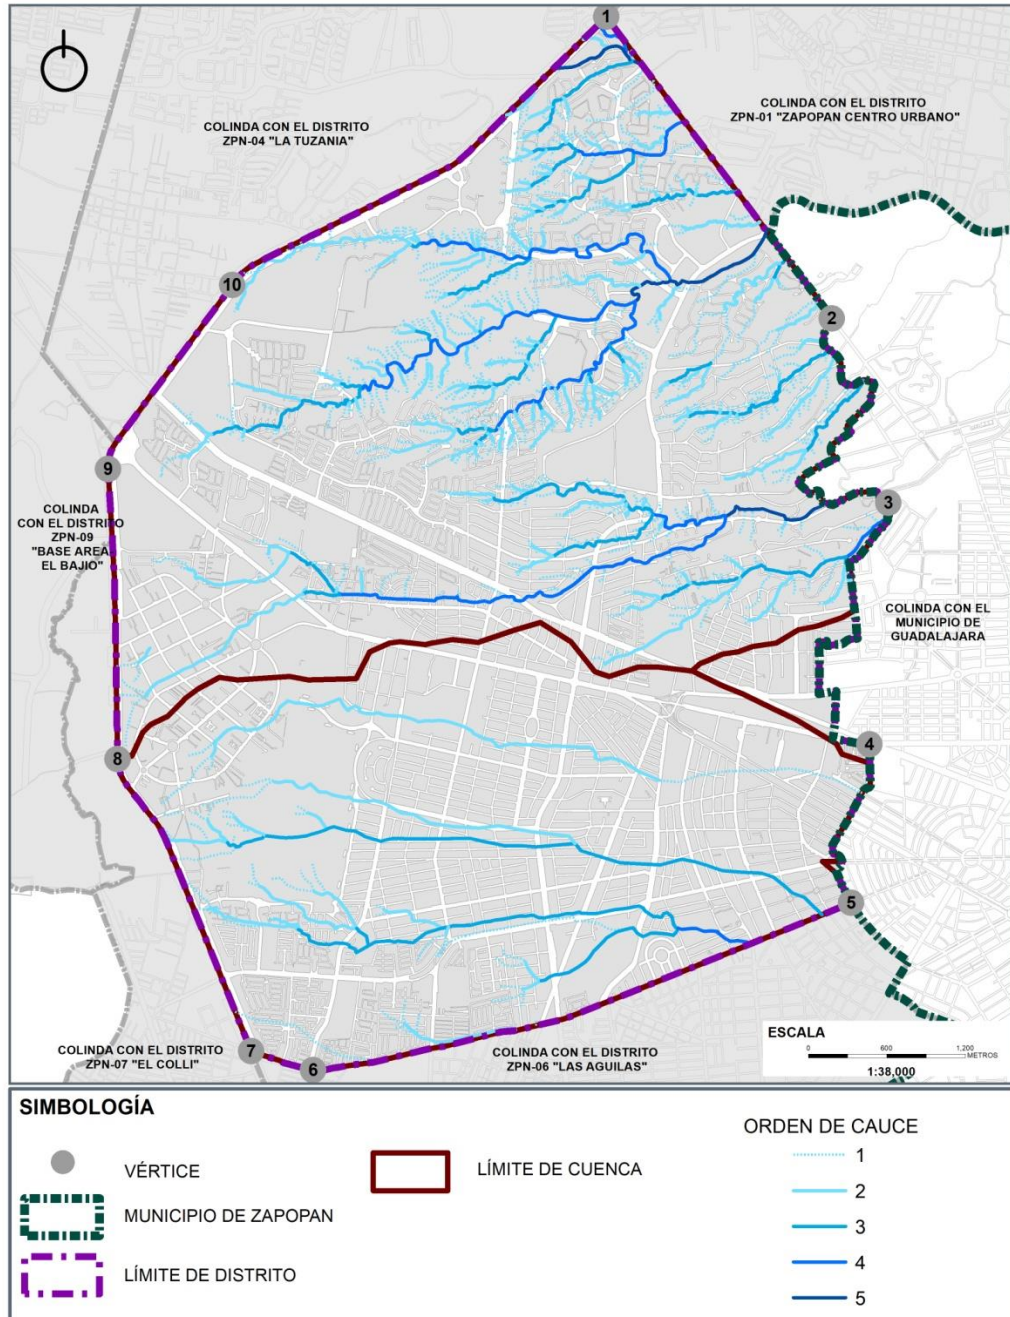 1
COLINDA CON EL DISTRITO
ZPN-01 "ZAPOPAN CENTRO URBANO"
COLINDA CON EL DISTRITO
ZPN-04 "LA TUZANIA"
10
2
9
COLINDA
CON EL DISTRITO
ZPN-09
"BASE AREA
EL BAJIO"
3
COLINDA CON EL
MUNICIPIO DE
GUADALAJARA
4
8
5
7
6
COLINDA CON EL DISTRITO
ZPN-07 "EL COLLI"
COLINDA CON EL DISTRITO
ZPN-06 "LAS AGUILAS"
ESCALA
0 600 1,200
METROS
1:38,000
SIMBOLOGÍA
VÉRTICE
MUNICIPIO DE ZAPOPAN
LÍMITE DE DISTRITO
LÍMITE DE CUENCA
ORDEN DE CAUCE
1
2
3
4
5